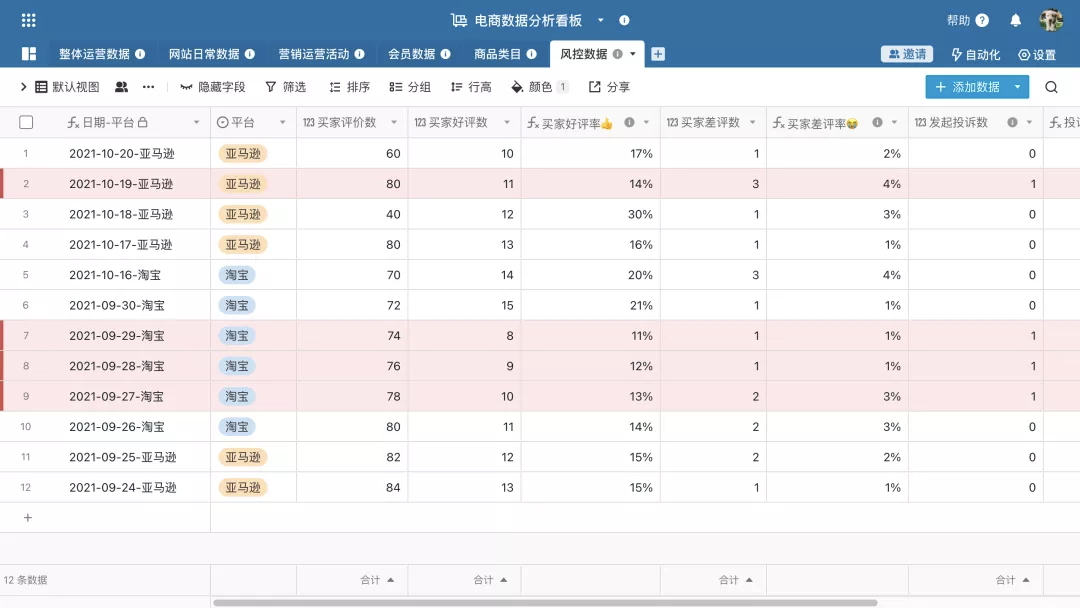 电商数据分析看板
帮助
整体运营数据 网站日常数据 营销运营活动 会员数据 商品类目 风控数据 邀请 自动化 设置
默认视图 隐藏字段 筛选 排序 分组 行高 颜色 1 分享 添加数据
日期-平台 平台 123 买家评价数 123 买家好评数 fx 买家好评率👍 123 买家差评数 fx 买家差评率😭 123 发起投诉数 fx 投
1 2021-10-20-亚马逊 亚马逊 60 10 17% 1 2% 0
2 2021-10-19-亚马逊 亚马逊 80 11 14% 3 4% 1
3 2021-10-18-亚马逊 亚马逊 40 12 30% 1 3% 0
4 2021-10-17-亚马逊 亚马逊 80 13 16% 1 1% 0
5 2021-10-16-淘宝 淘宝 70 14 20% 3 4% 0
6 2021-09-30-淘宝 淘宝 72 15 21% 1 1% 0
7 2021-09-29-淘宝 淘宝 74 8 11% 1 1% 1
8 2021-09-28-淘宝 淘宝 76 9 12% 1 1% 1
9 2021-09-27-淘宝 淘宝 78 10 13% 2 3% 1
10 2021-09-26-淘宝 淘宝 80 11 14% 2 3% 0
11 2021-09-25-亚马逊 亚马逊 82 12 15% 2 2% 0
12 2021-09-24-亚马逊 亚马逊 84 13 15% 1 1% 0
12 条数据 合计 合计 合计 合计